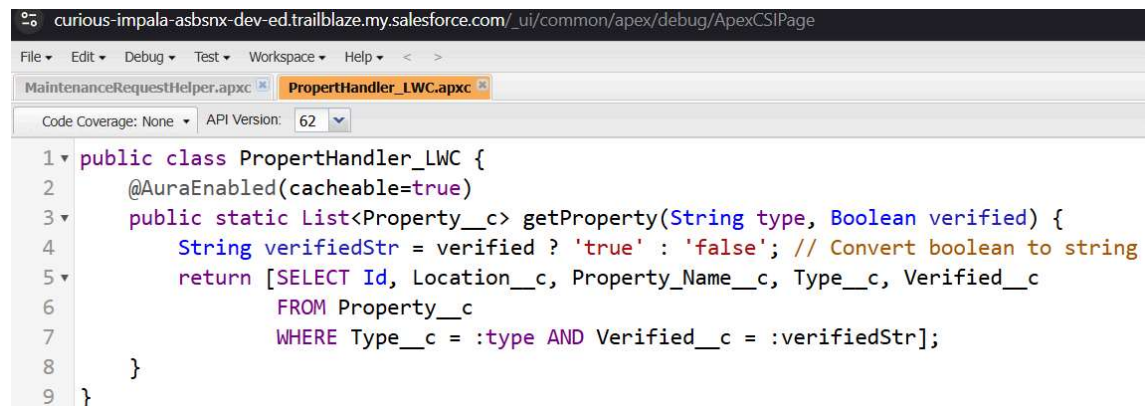 curious-impala-asbsnx-dev-ed.trailblaze.my.salesforce.com/_ui/common/apex/debug/ApexCSIPage
File Edit Debug Test Workspace Help < >
MaintenanceRequestHelper.apxc PropertHandler_LWC.apxc
Code Coverage: None API Version: 62
1 public class PropertHandler_LWC {
2 @AuraEnabled(cacheable=true)
3 public static List<Property__c> getProperty(String type, Boolean verified) {
4 String verifiedStr = verified ? 'true' : 'false'; // Convert boolean to string
5 return [SELECT Id, Location__c, Property_Name__c, Type__c, Verified__c
6 FROM Property__c
7 WHERE Type__c = :type AND Verified__c = :verifiedStr];
8 }
9 }